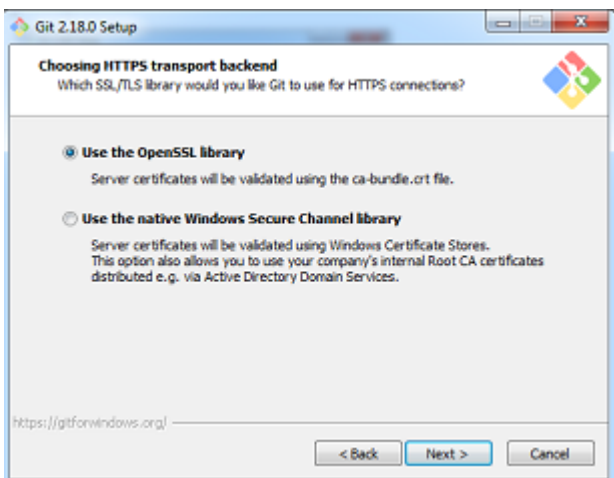 Git 2.18.0 Setup
Choosing HTTPS transport backend
Which SSL/TLS library would you like Git to use for HTTPS connections?
Use the OpenSSL library
Server certificates will be validated using the ca-bundle.crt file.
Use the native Windows Secure Channel library
Server certificates will be validated using Windows Certificate Stores.
This option also allows you to use your company's internal Root CA certificates
distributed e.g. via Active Directory Domain Services.
https://gitforwindows.org/
< Back Next > Cancel